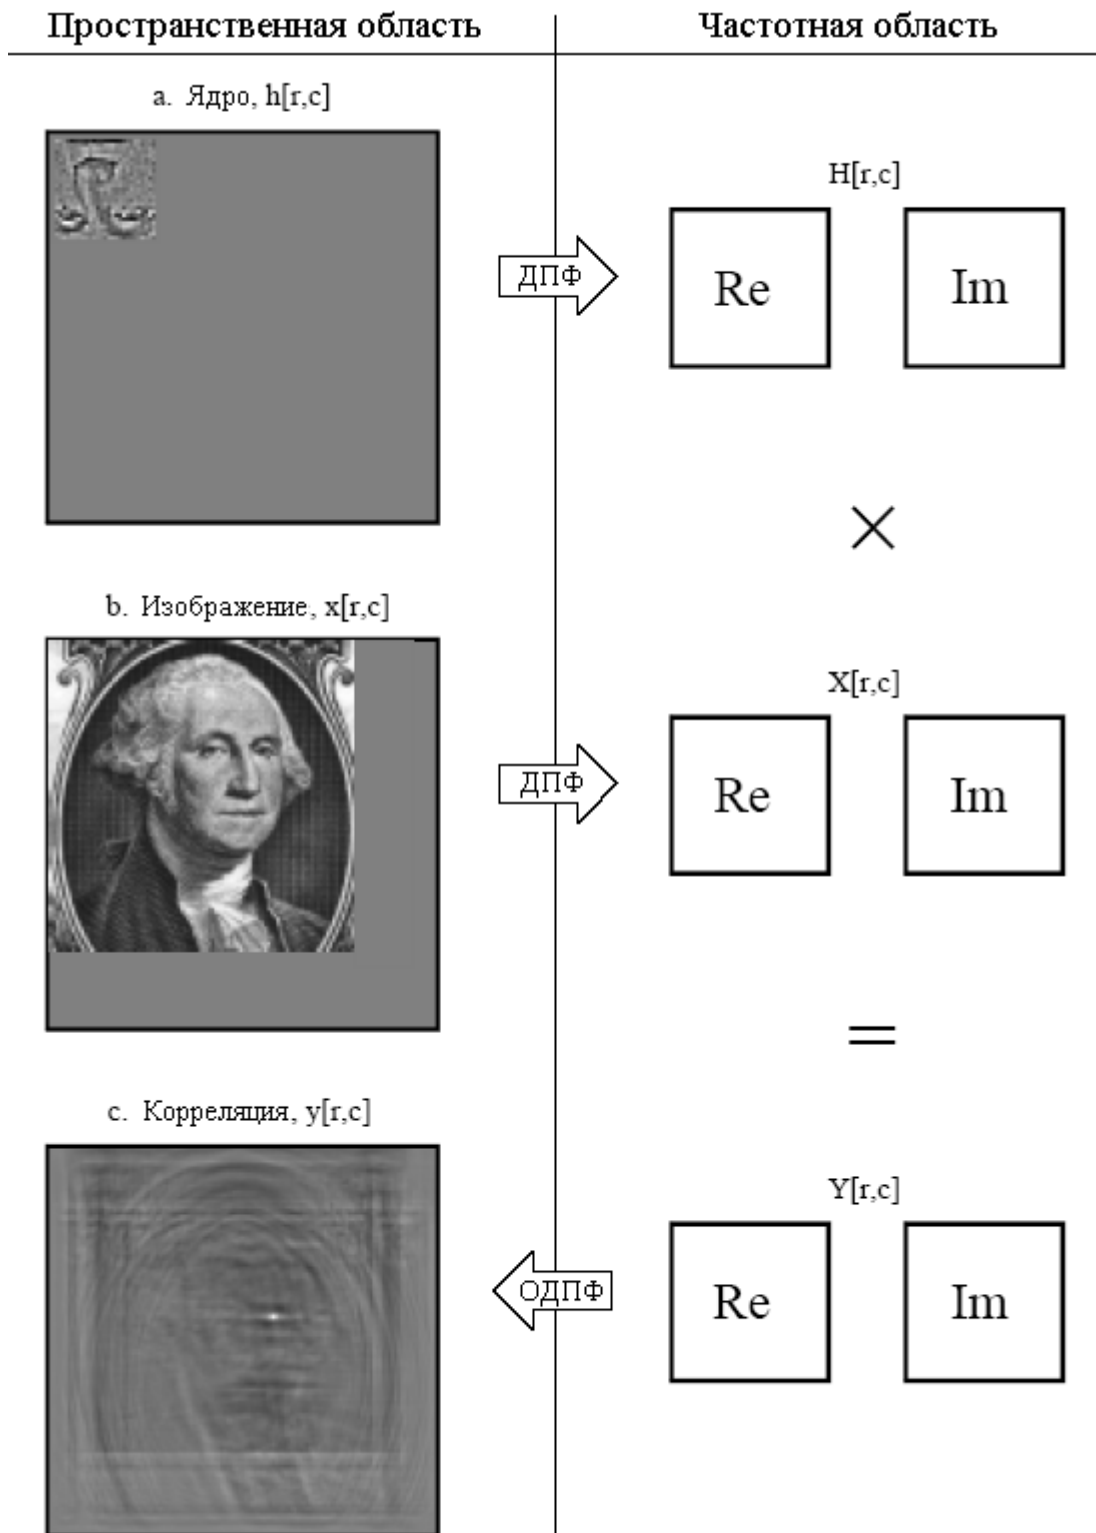 Пространственная область
Частотная область
a. Ядро, h[r,c]
H[r,c]
ДПФ
Re
Im
×
b. Изображение, x[r,c]
X[r,c]
ДПФ
Re
Im
=
c. Корреляция, y[r,c]
Y[r,c]
ОДПФ
Re
Im